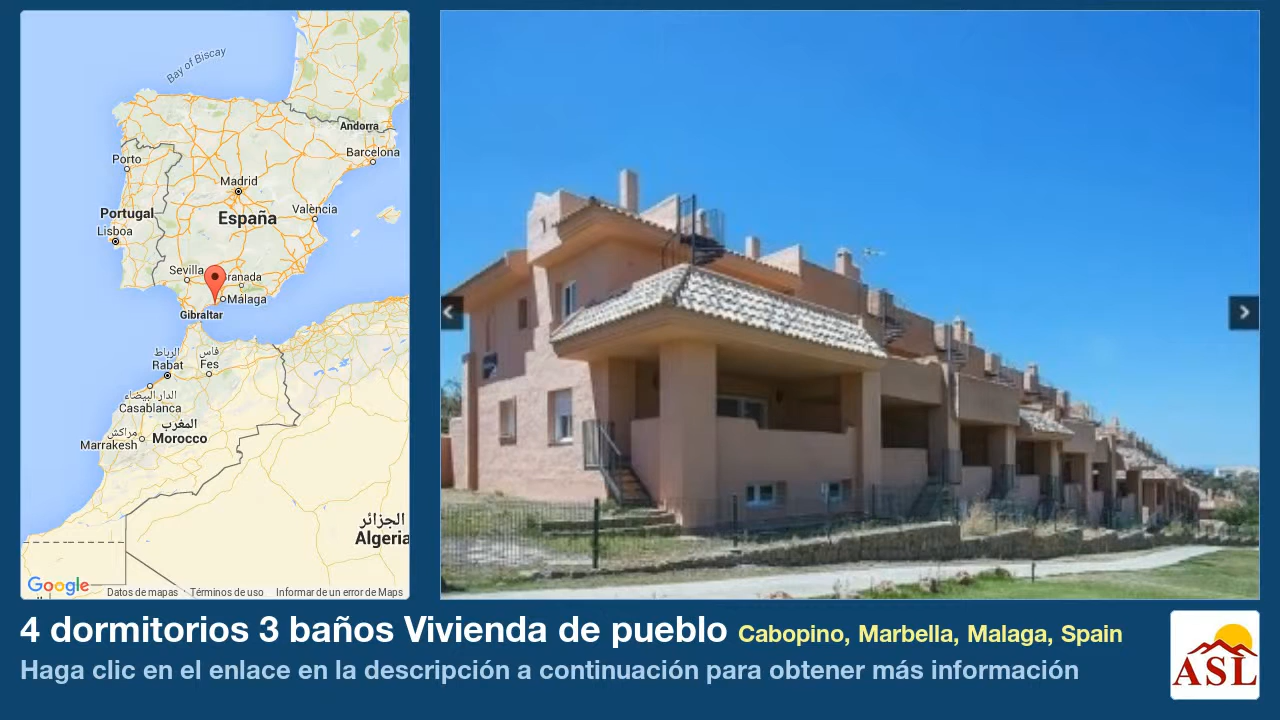 Bay of Biscay
Andorra
Barcelona
Porto
Madrid
Portugal
España
València
Lisboa
Sevilla
Granada
Málaga
Gibraltar
الرباط
Rabat
فاس
Fes
الدار البيضاء
Casablanca
المغرب
Morocco
مراكش
Marrakesh
الجزائر
Algeria
Google
Datos de mapas
Términos de uso
Informar de un error de Maps
4 dormitorios 3 baños Vivienda de pueblo Cabopino, Marbella, Malaga, Spain
Haga clic en el enlace en la descripción a continuación para obtener más información
ASL